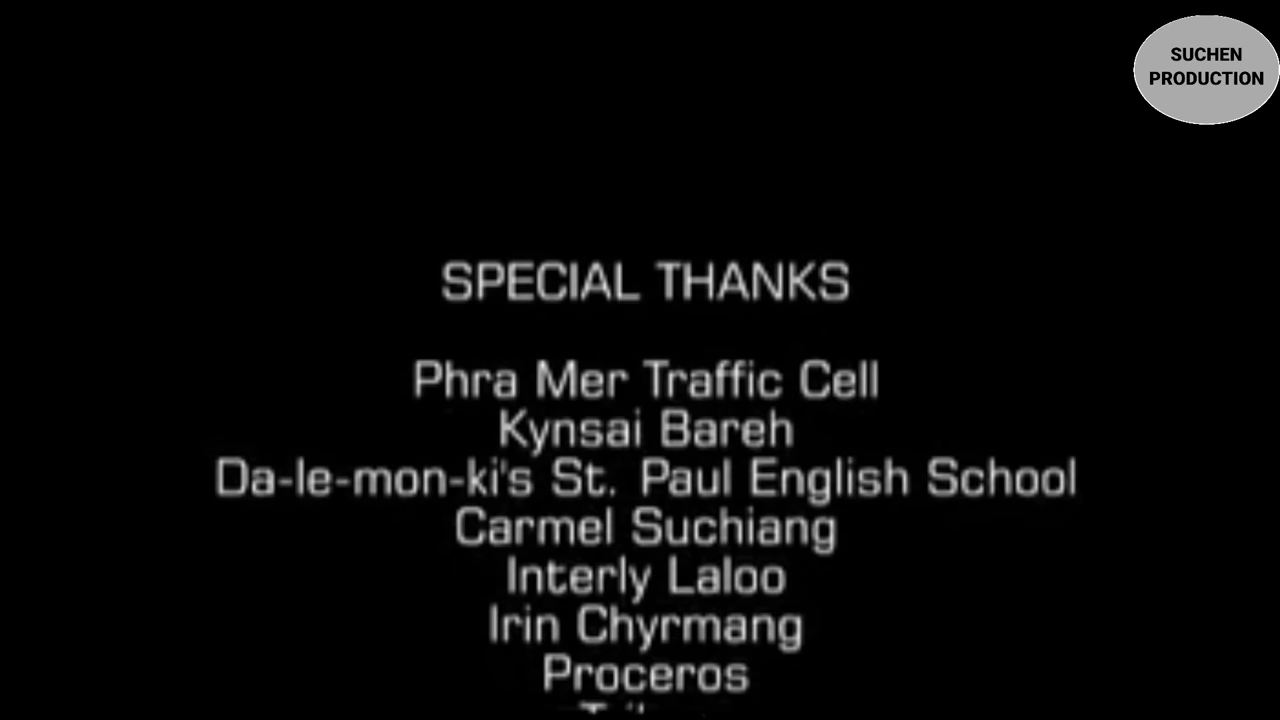 SUCHEN
PRODUCTION
SPECIAL THANKS
Phra Mer Traffic Cell
Kynsai Bareh
Da-le-mon-ki's St. Paul English School
Carmel Suchiang
Interly Laloo
Irin Chyrmang
Proceros